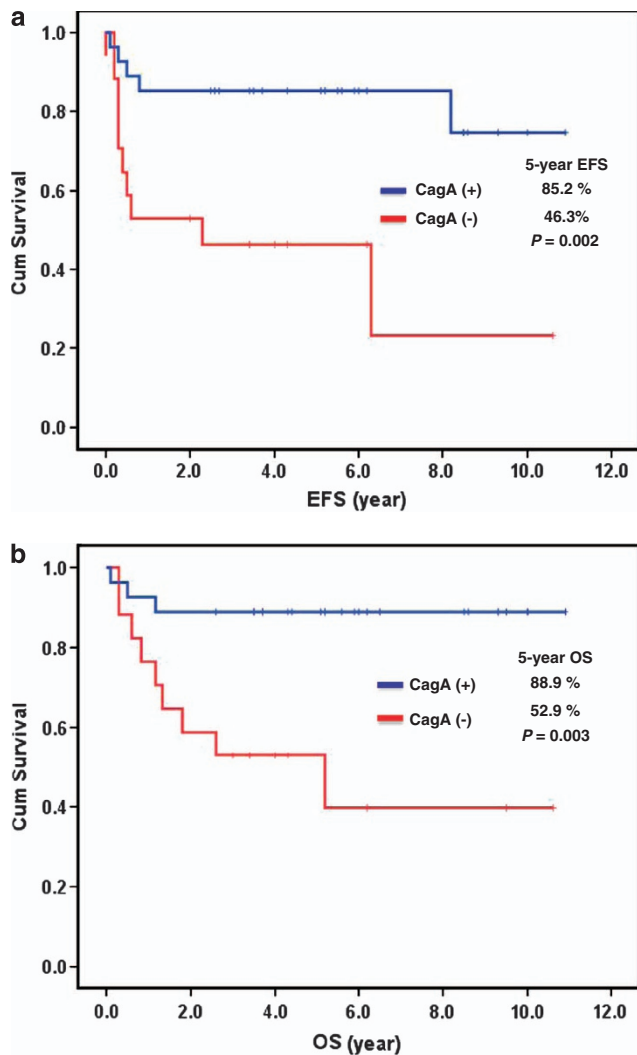 a
1.0
0.8
0.6
0.4
0.2
0.0
Cum Survival
5-year EFS
CagA (+) 85.2 %
CagA (-) 46.3%
P = 0.002
0.0 2.0 4.0 6.0 8.0 10.0 12.0
EFS (year)
b
1.0
0.8
0.6
0.4
0.2
0.0
Cum Survival
5-year OS
CagA (+) 88.9 %
CagA (-) 52.9 %
P = 0.003
0.0 2.0 4.0 6.0 8.0 10.0 12.0
OS (year)